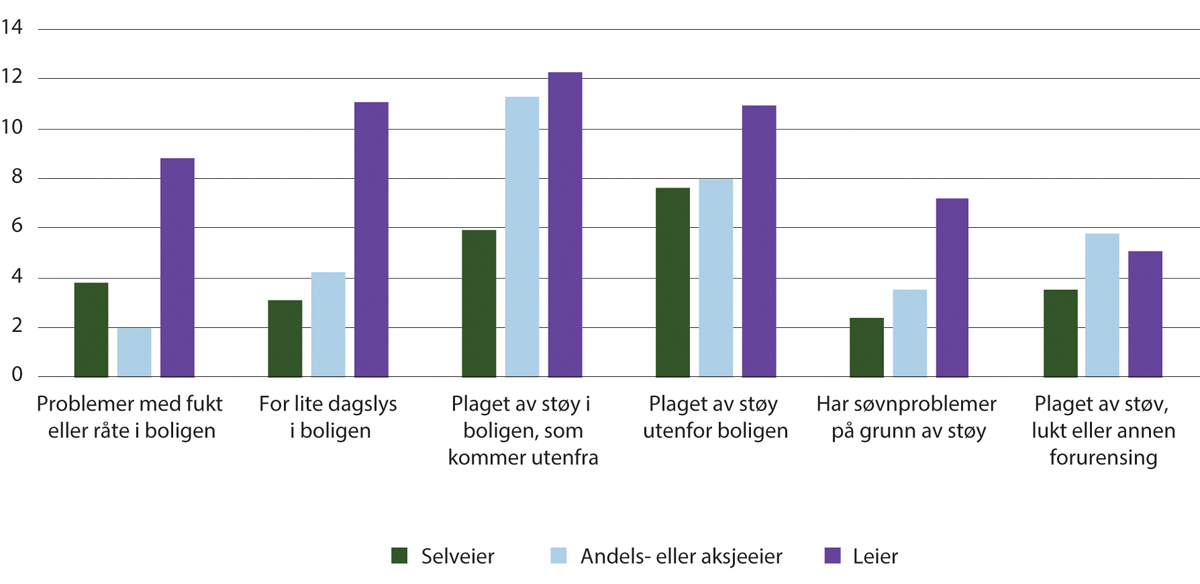 14
12
10
8
6
4
2
0
Problemer med fukt
eller råte i boligen
For lite dagslys
i boligen
Plaget av støy i
boligen, som
kommer utenfra
Plaget av støy
utenfor boligen
Har søvnproblemer
på grunn av støy
Plaget av støv,
lukt eller annen
forurensing
Selveier
Andels- eller aksjeeier
Leier